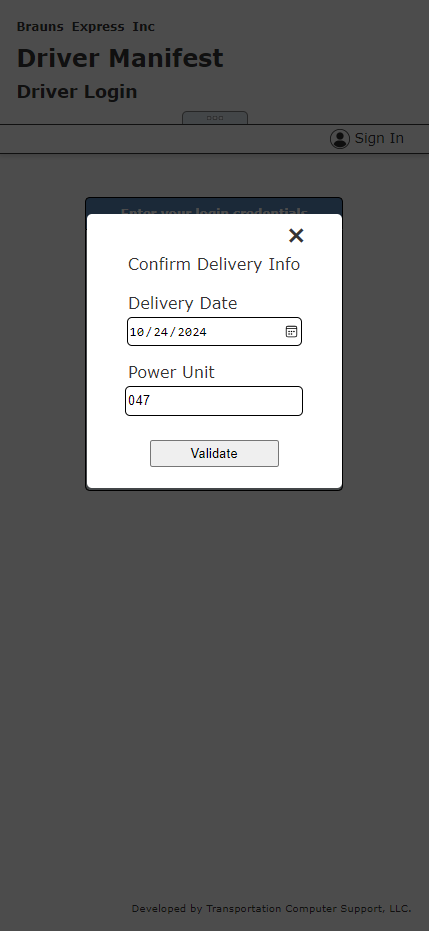 Brauns Express Inc
Driver Manifest
Driver Login
Sign In
Enter your login credentials
Confirm Delivery Info
Delivery Date
10/24/2024
Power Unit
047
Validate
Developed by Transportation Computer Support, LLC.